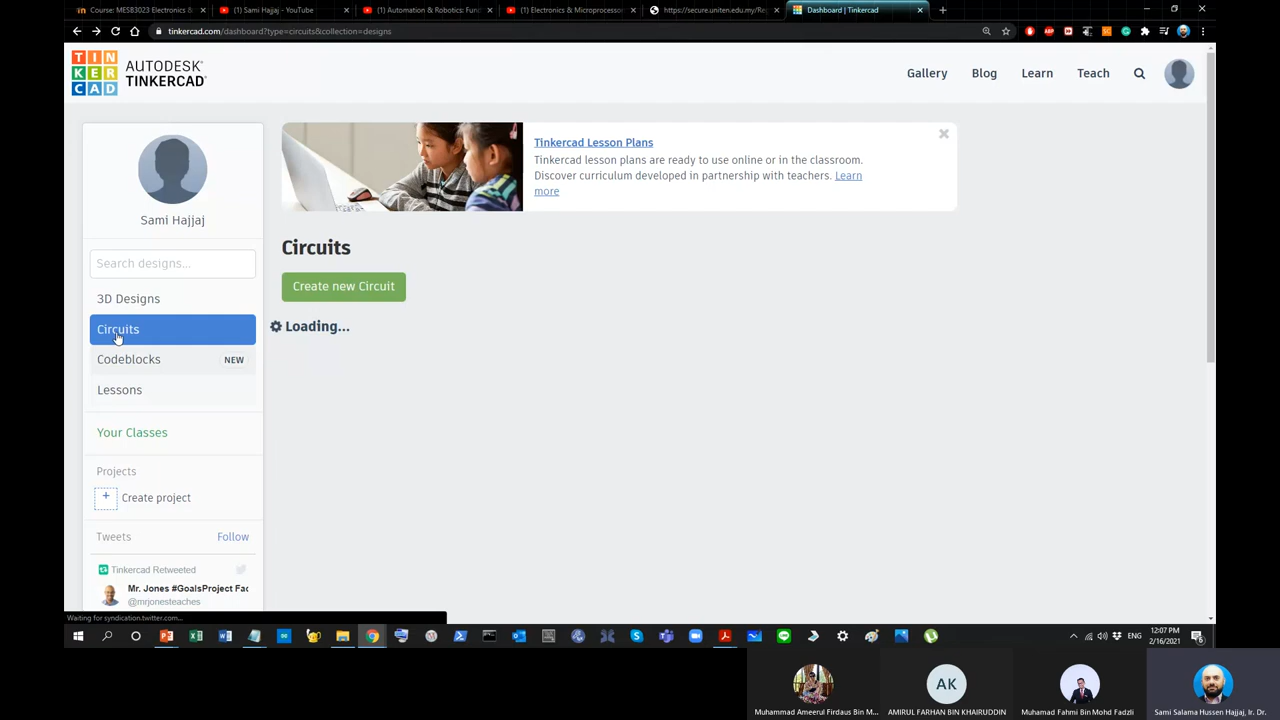 Course: MESB3023 Electronics &
(1) Sami Hajjaj - YouTube
(1) Automation & Robotics: Fund
(1) Electronics & Microprocessor
https://secure.uniten.edu.my/Re
Dashboard | Tinkercad
tinkercad.com/dashboard?type=circuits&collection=designs
TIN
KER
CAD
AUTODESK®
TINKERCAD®
Gallery
Blog
Learn
Teach
Sami Hajjaj
Search designs...
3D Designs
Circuits
Codeblocks
NEW
Lessons
Your Classes
Projects
+ Create project
Tweets
Follow
Tinkercad Retweeted
Mr. Jones #GoalsProject Fac
@mrjonesteaches
Tinkercad Lesson Plans
Tinkercad lesson plans are ready to use online or in the classroom.
Discover curriculum developed in partnership with teachers. Learn
more
Circuits
Create new Circuit
Loading...
Waiting for syndication.twitter.com...
ENG
12:07 PM
2/16/2021
Muhammad Ameerul Firdaus Bin M...
AK
AMIRUL FARHAN BIN KHAIRUDDIN
Muhamad Fahmi Bin Mohd Fadzli
Sami Salama Hussen Hajjaj, Ir. Dr.